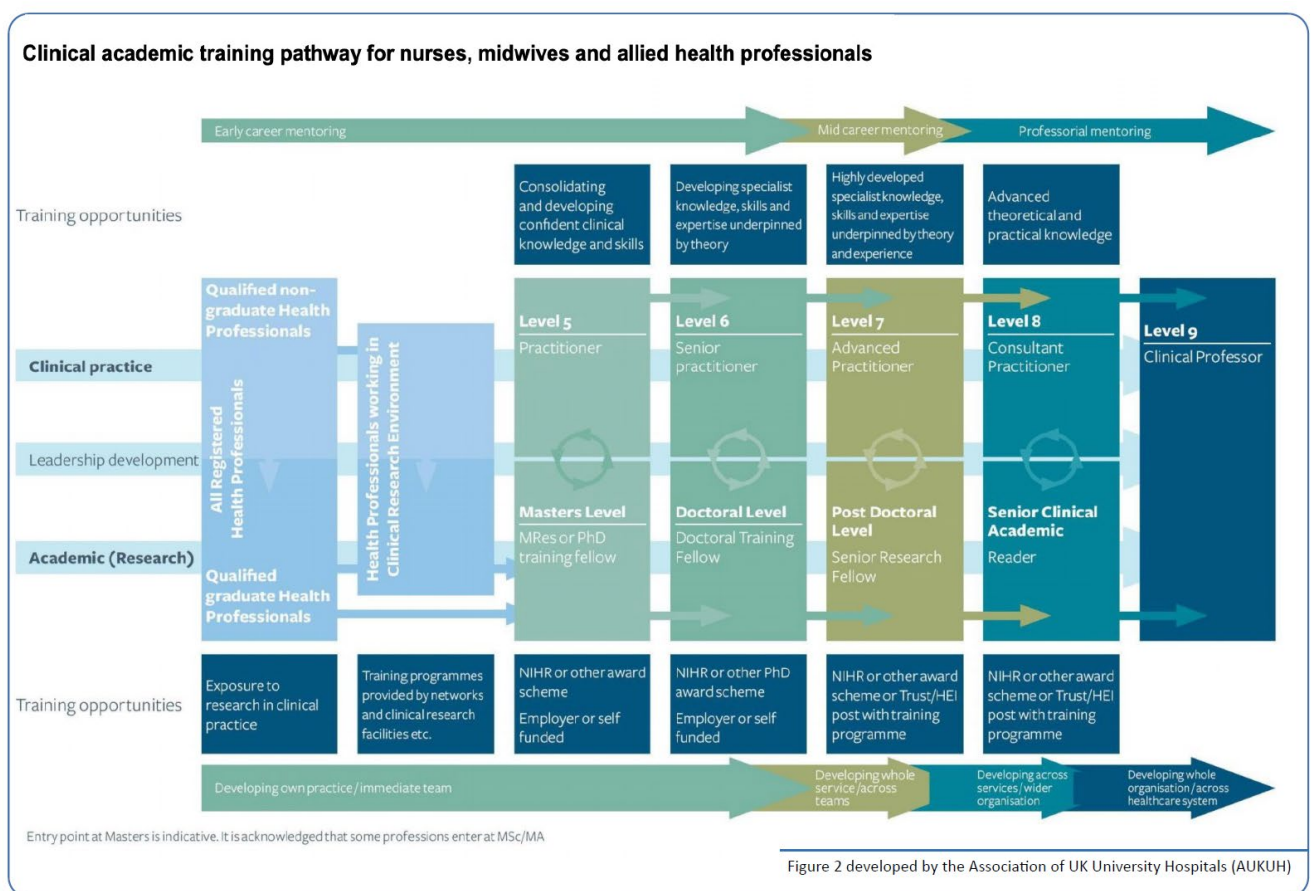 Clinical academic training pathway for nurses, midwives and allied health professionals
Early career mentoring
Mid career mentoring
Professorial mentoring
Training opportunities
Consolidating
and developing
confident clinical
knowledge and skills
Developing specialist
knowledge, skills and
expertise underpinned
by theory
Highly developed
specialist knowledge,
skills and expertise
underpinned by theory
and experience
Advanced
theoretical and
practical knowledge
Clinical practice
Leadership development
Academic (Research)
Qualified non-
graduate Health
Professionals
All Registered
Health Professionals
Qualified
graduate Health
Professionals
Health Professionals working in
Clinical Research Environment
Level 5
Practitioner
Masters Level
MRes or PhD
training fellow
Level 6
Senior
practitioner
Doctoral Level
Doctoral Training
Fellow
Level 7
Advanced
Practitioner
Post Doctoral
Level
Senior Research
Fellow
Level 8
Consultant
Practitioner
Senior Clinical
Academic
Reader
Level 9
Clinical Professor
Training opportunities
Exposure to
research in clinical
practice
Training programmes
provided by networks
and clinical research
facilities etc.
NIHR or other award
scheme
Employer or self
funded
NIHR or other PhD
award scheme
Employer or self
funded
NIHR or other award
scheme or Trust/HEI
post with training
programme
NIHR or other award
scheme or Trust/HEI
post with training
programme
Developing own practice/immediate team
Developing whole
service/across
teams
Developing across
services/wider
organisation
Developing whole
organisation/across
healthcare system
Entry point at Masters is indicative. It is acknowledged that some professions enter at MSc/MA
Figure 2 developed by the Association of UK University Hospitals (AUKUH)